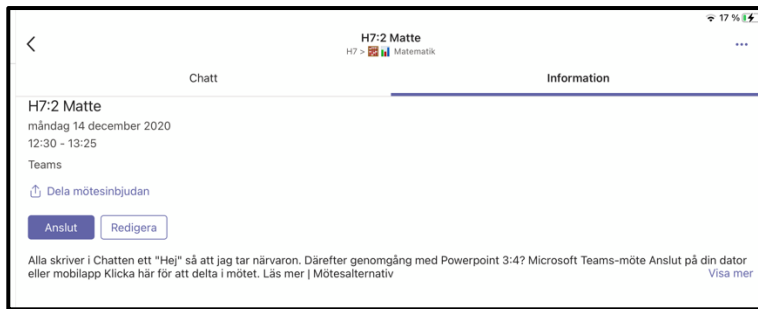 17 %
H7:2 Matte
H7 > Matematik
Chatt
Information
H7:2 Matte
måndag 14 december 2020
12:30 - 13:25
Teams
Dela mötesinbjudan
Anslut
Redigera
Alla skriver i Chatten ett "Hej" så att jag tar närvaron. Därefter genomgång med Powerpoint 3:4? Microsoft Teams-möte Anslut på din dator
eller mobilapp Klicka här för att delta i mötet. Läs mer | Mötesalternativ
Visa mer